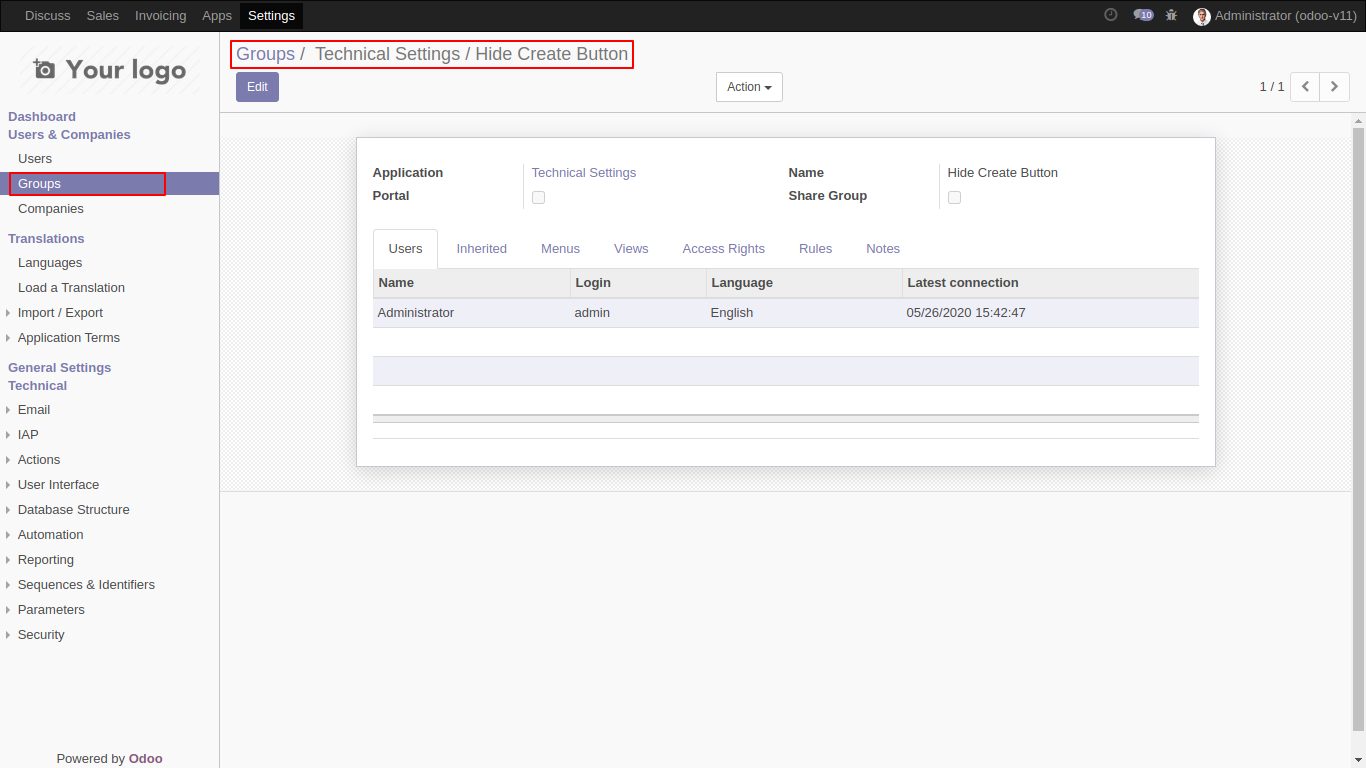 Discuss Sales Invoicing Apps Settings 10 Administrator (odoo-v11)
Your logo
Groups / Technical Settings / Hide Create Button
Edit Action 1 / 1
Dashboard
Users & Companies
Users
Groups
Companies
Translations
Languages
Load a Translation
Import / Export
Application Terms
General Settings
Technical
Email
IAP
Actions
User Interface
Database Structure
Automation
Reporting
Sequences & Identifiers
Parameters
Security
Powered by Odoo
Application Technical Settings Name Hide Create Button
Portal Share Group
Users Inherited Menus Views Access Rights Rules Notes
Name Login Language Latest connection
Administrator admin English 05/26/2020 15:42:47